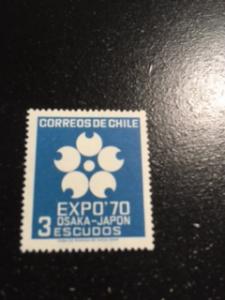 CORREOS DE CHILE
EXPO'70
OSAKA-JAPON
3 ESCUDOS